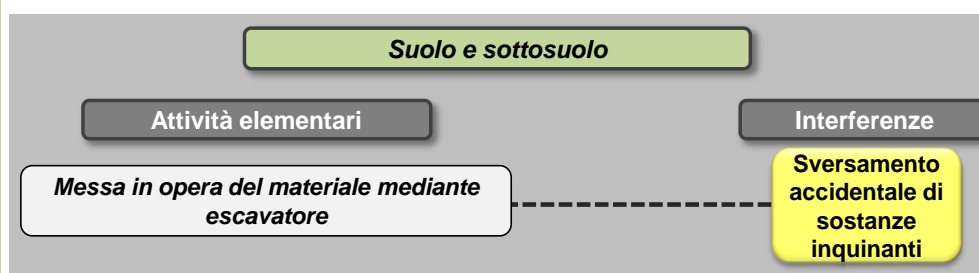 Suolo e sottosuolo
Attività elementari
Interferenze
Messa in opera del materiale mediante
escavatore
Sversamento
accidentale di
sostanze
inquinanti